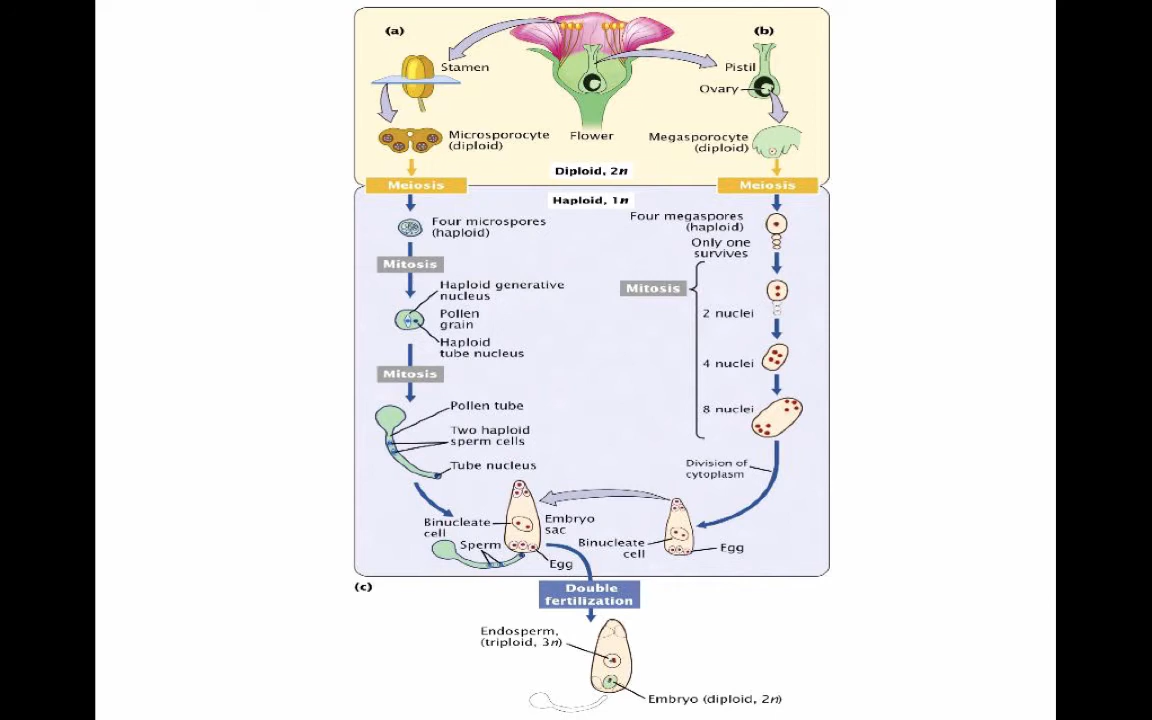 (a)
(b)
Stamen
Pistil
Ovary
Microsporocyte
(diploid)
Flower
Megasporocyte
(diploid)
Diploid, 2n
Meiosis
Meiosis
Haploid, 1n
Four microspores
(haploid)
Four megaspores
(haploid)
Only one
survives
Mitosis
Haploid generative
nucleus
Pollen
grain
Haploid
tube nucleus
Mitosis
2 nuclei
4 nuclei
8 nuclei
Mitosis
Pollen tube
Two haploid
sperm cells
Tube nucleus
Division of
cytoplasm
Binucleate
cell
Sperm
Embryo
sac
Egg
Binucleate
cell
Egg
(c)
Double
fertilization
Endosperm,
(triploid, 3n)
Embryo (diploid, 2n)